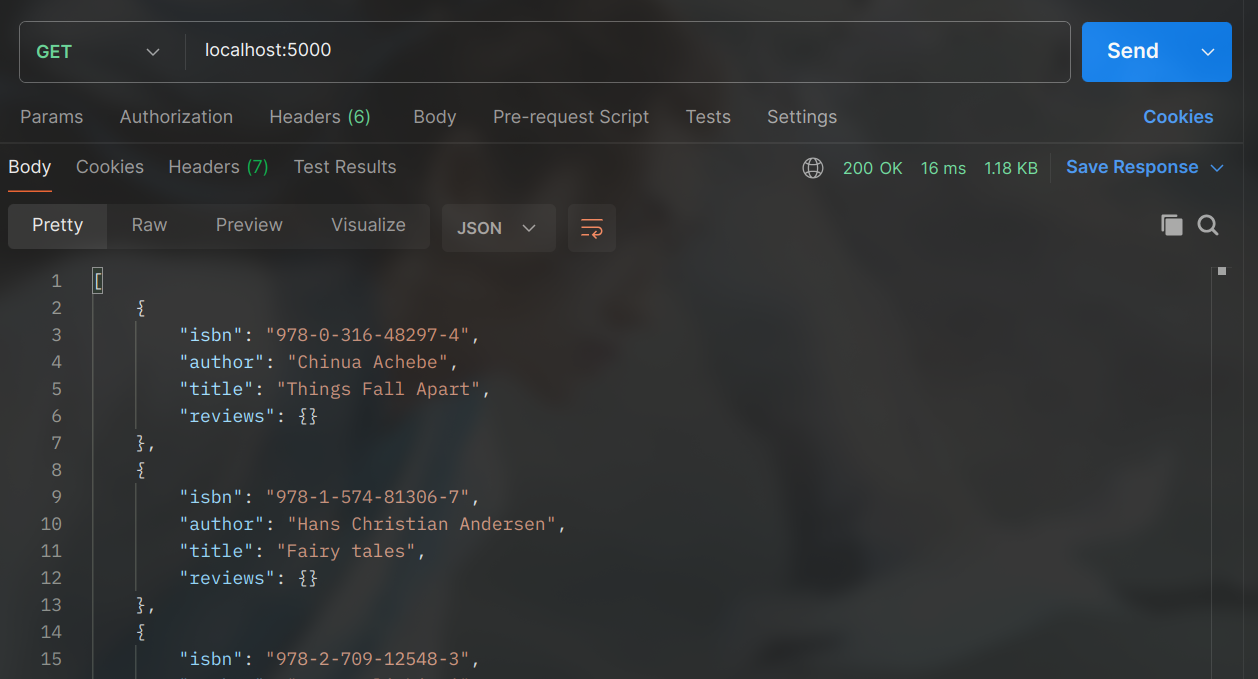 GET localhost:5000 Send
Params Authorization Headers (6) Body Pre-request Script Tests Settings Cookies
Body Cookies Headers (7) Test Results 200 OK 16 ms 1.18 KB Save Response
Pretty Raw Preview Visualize JSON
1 [
2 {
3 "isbn": "978-0-316-48297-4",
4 "author": "Chinua Achebe",
5 "title": "Things Fall Apart",
6 "reviews": {}
7 },
8 {
9 "isbn": "978-1-574-81306-7",
10 "author": "Hans Christian Andersen",
11 "title": "Fairy tales",
12 "reviews": {}
13 },
14 {
15 "isbn": "978-2-709-12548-3",